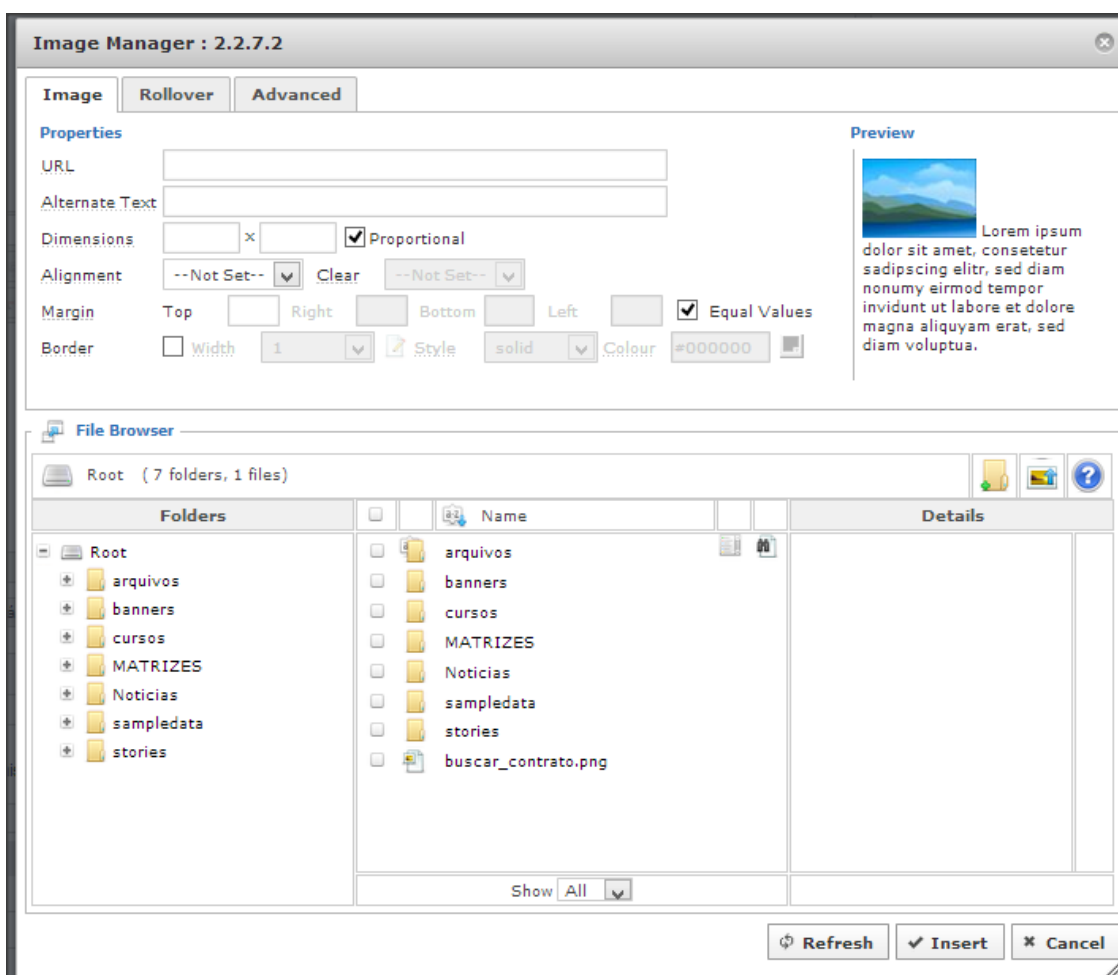 Image Manager : 2.2.7.2
Image Rollover Advanced
Properties
URL
Alternate Text
Dimensions x Proportional
Alignment --Not Set-- Clear --Not Set--
Margin Top Right Bottom Left Equal Values
Border Width 1 Style solid Colour #000000
Preview
Lorem ipsum
dolor sit amet, consetetur
sadipscing elitr, sed diam
nonumy eirmod tempor
invidunt ut labore et dolore
magna aliquyam erat, sed
diam voluptua.
File Browser
Root ( 7 folders, 1 files)
Folders
Root
arquivos
banners
cursos
MATRIZES
Noticias
sampledata
stories
Name
arquivos
banners
cursos
MATRIZES
Noticias
sampledata
stories
buscar_contrato.png
Show All
Details
Refresh Insert Cancel